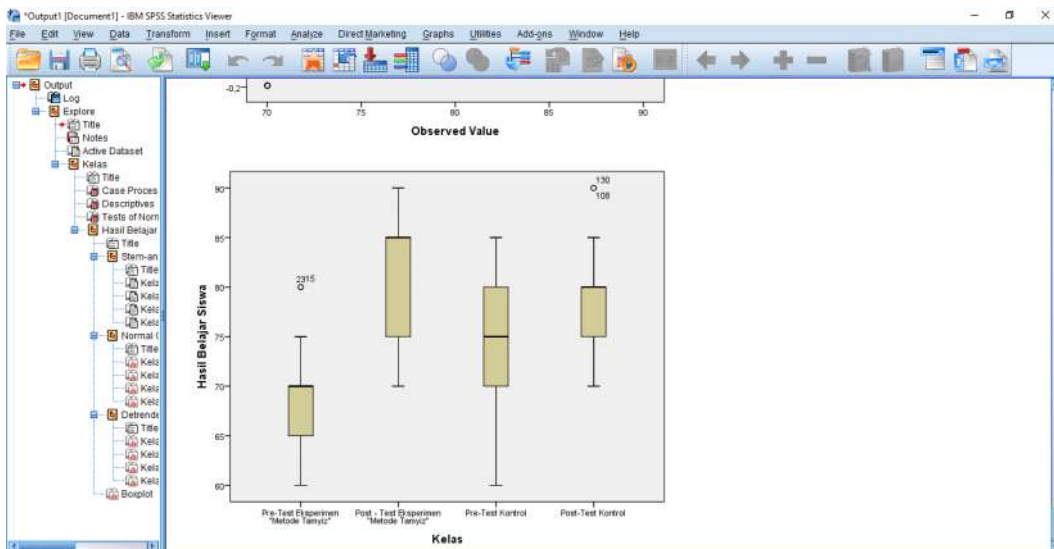 *Output1 [Document1] - IBM SPSS Statistics Viewer
File Edit View Data Transform Insert Format Analyze Direct Marketing Graphs Utilities Add-ons Window Help
Output
Log
Explore
Title
Notes
Active Dataset
Kelas
Title
Case Proces
Descriptives
Tests of Norm
Hasil Belajar
Title
Stem-an
Title
Kela
Kela
Kela
Kela
Normal
Title
Kela
Kela
Kela
Kela
Detrende
Title
Kela
Kela
Kela
Kela
Boxplot
-0,2
70 75 80 85 90
Observed Value
Hasil Belajar Siswa
90
85
80
75
70
65
60
2315
130
108
Pre-Test Eksperimen "Metode Tamyiz"
Post - Test Eksperimen "Metode Tamyiz"
Pre-Test Kontrol
Post-Test Kontrol
Kelas